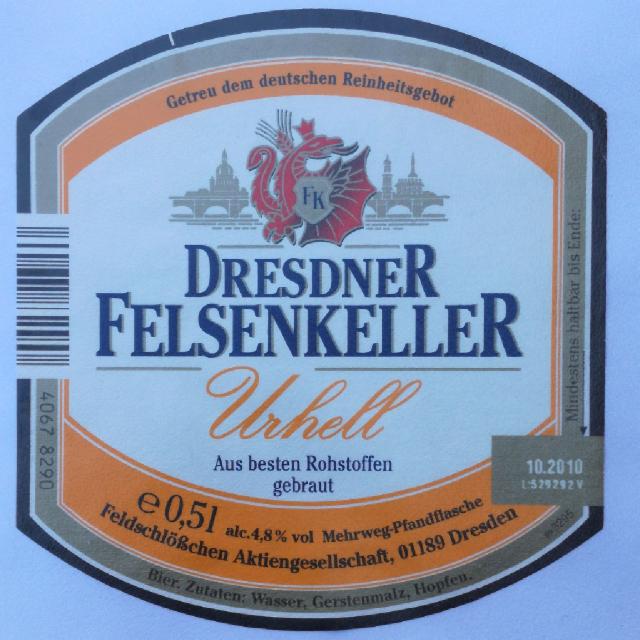 Getreu dem deutschen Reinheitsgebot
FK
DRESDNER
FELSENKELLER
Urhell
Aus besten Rohstoffen
gebraut
e 0,5l alc. 4,8 % vol Mehrweg-Pfandflasche
Feldschlößchen Aktiengesellschaft, 01189 Dresden
Bier. Zutaten: Wasser, Gerstenmalz, Hopfen.
4067 8290
Mindestens haltbar bis Ende:
10.2010